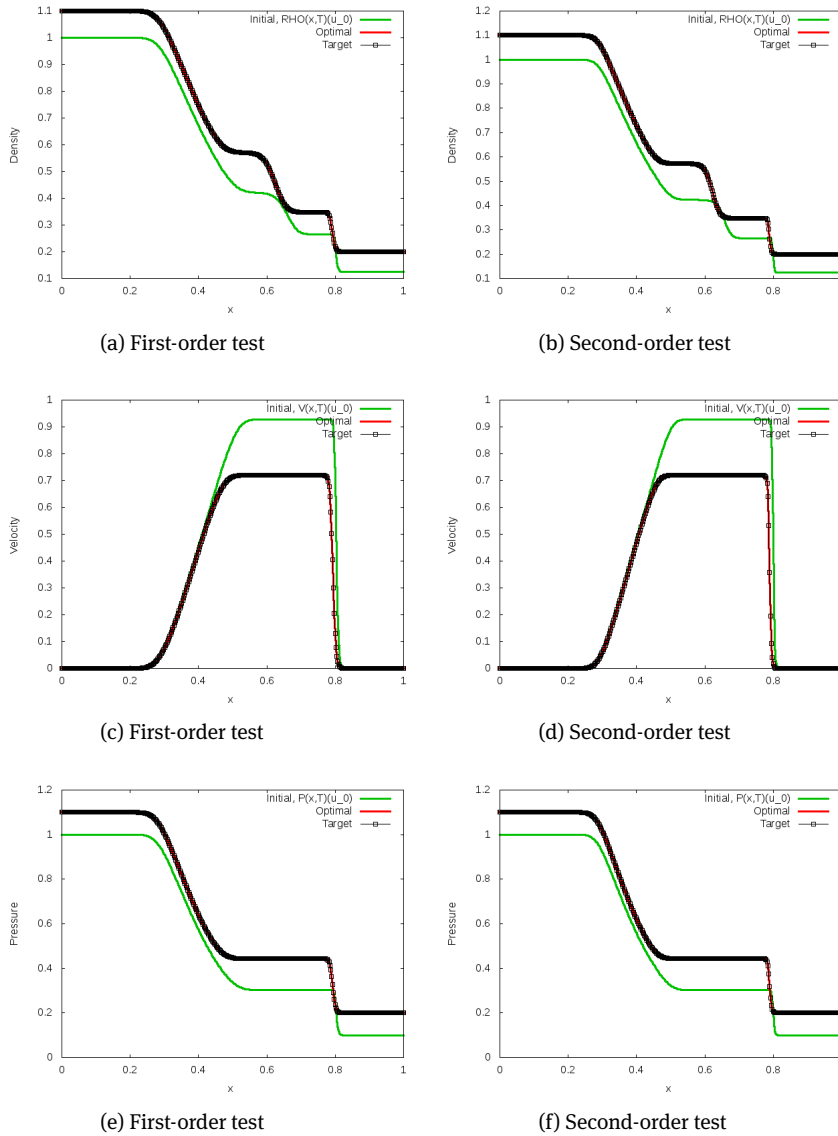 1.1
1
0.9
0.8
0.7
0.6
0.5
0.4
0.3
0.2
0.1
Density
Initial, RHO(x,T)(u_0)
Optimal
Target
0 0.2 0.4 0.6 0.8 1
x
(a) First-order test
1.2
1.1
1
0.9
0.8
0.7
0.6
0.5
0.4
0.3
0.2
0.1
Density
Initial, RHO(x,T)(u_0)
Optimal
Target
0 0.2 0.4 0.6 0.8
x
(b) Second-order test
1
0.9
0.8
0.7
0.6
0.5
0.4
0.3
0.2
0.1
0
Velocity
Initial, V(x,T)(u_0)
Optimal
Target
0 0.2 0.4 0.6 0.8 1
x
(c) First-order test
1
0.9
0.8
0.7
0.6
0.5
0.4
0.3
0.2
0.1
0
Velocity
Initial, V(x,T)(u_0)
Optimal
Target
0 0.2 0.4 0.6 0.8
x
(d) Second-order test
1.2
1
0.8
0.6
0.4
0.2
0
Pressure
Initial, P(x,T)(u_0)
Optimal
Target
0 0.2 0.4 0.6 0.8 1
x
(e) First-order test
1.2
1
0.8
0.6
0.4
0.2
0
Pressure
Initial, P(x,T)(u_0)
Optimal
Target
0 0.2 0.4 0.6 0.8
x
(f) Second-order test